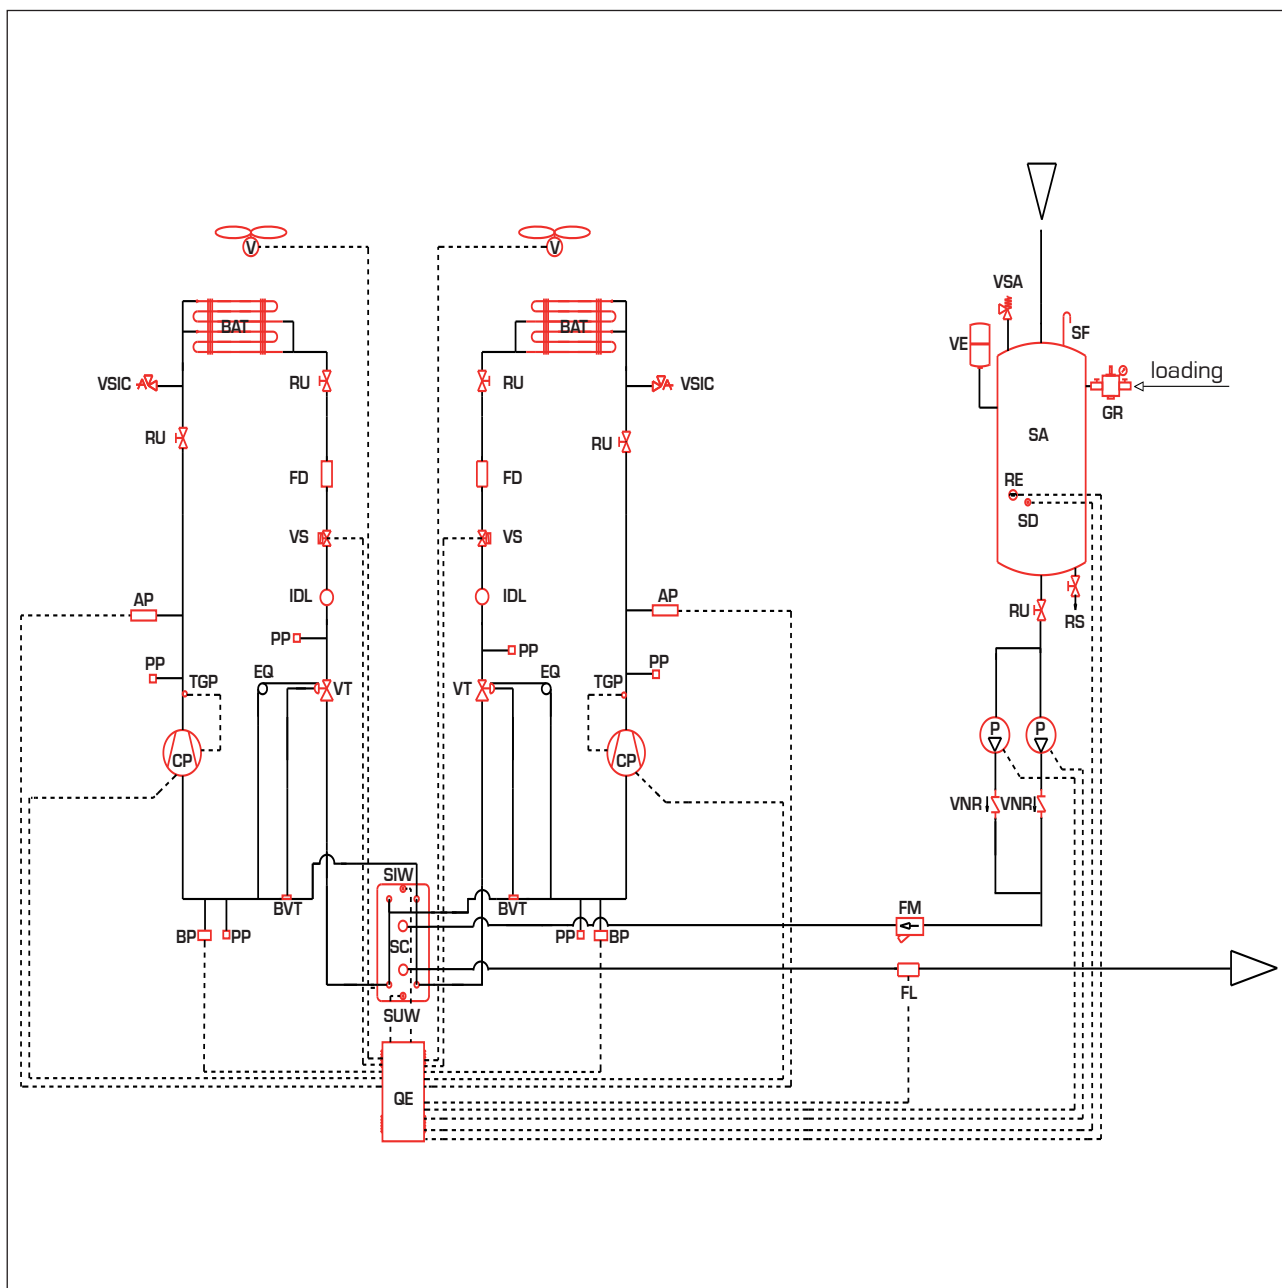 V V
VSA
BAT BAT
VE SF
loading
VSIC RU RU VSIC
GR
RU RU
SA
FD FD
RE
SD
VS VS
IDL IDL
AP AP
RU RS
PP PP
PP TGP EQ VT VT EQ TGP PP
P P
CP CP
VNR VNR
SIW
BVT BVT
FM
BP PP SC PP BP
FL
SUW
QE